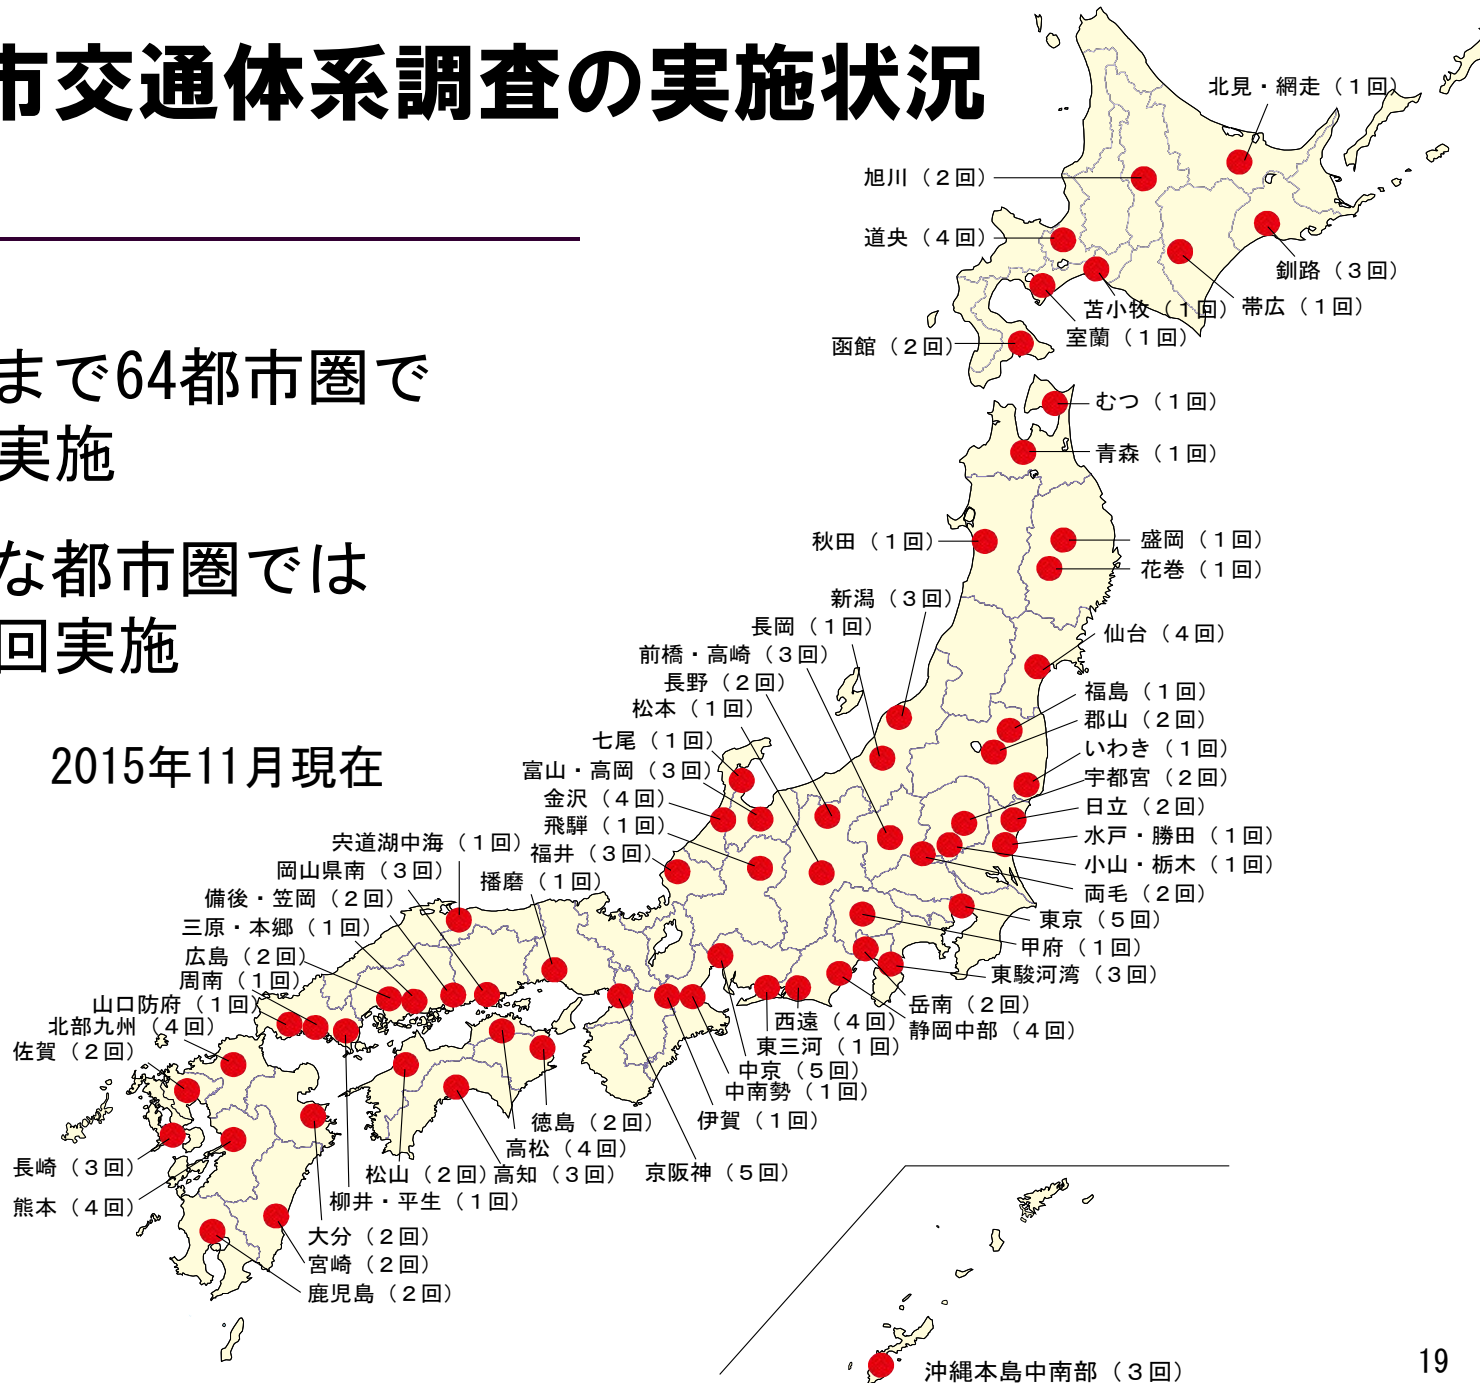 市交通体系調査の実施状況
まで64都市圏で
実施
な都市圏では
回実施
2015年11月現在
北見・網走（1回）
旭川（2回）
道央（4回）
釧路（3回）
帯広（1回）
苫小牧（1回）
室蘭（1回）
函館（2回）
むつ（1回）
青森（1回）
秋田（1回）
盛岡（1回）
花巻（1回）
新潟（3回）
長岡（1回）
仙台（4回）
前橋・高崎（3回）
長野（2回）
松本（1回）
福島（1回）
郡山（2回）
いわき（1回）
宇都宮（2回）
日立（2回）
水戸・勝田（1回）
小山・栃木（1回）
両毛（2回）
東京（5回）
甲府（1回）
東駿河湾（3回）
岳南（2回）
静岡中部（4回）
七尾（1回）
富山・高岡（3回）
金沢（4回）
飛騨（1回）
福井（3回）
宍道湖中海（1回）
岡山県南（3回）
播磨（1回）
備後・笠岡（2回）
三原・本郷（1回）
広島（2回）
周南（1回）
山口防府（1回）
北部九州（4回）
佐賀（2回）
西遠（4回）
東三河（1回）
中京（5回）
中南勢（1回）
伊賀（1回）
徳島（2回）
高松（4回）
京阪神（5回）
松山（2回）
高知（3回）
柳井・平生（1回）
長崎（3回）
熊本（4回）
大分（2回）
宮崎（2回）
鹿児島（2回）
沖縄本島中南部（3回）
19